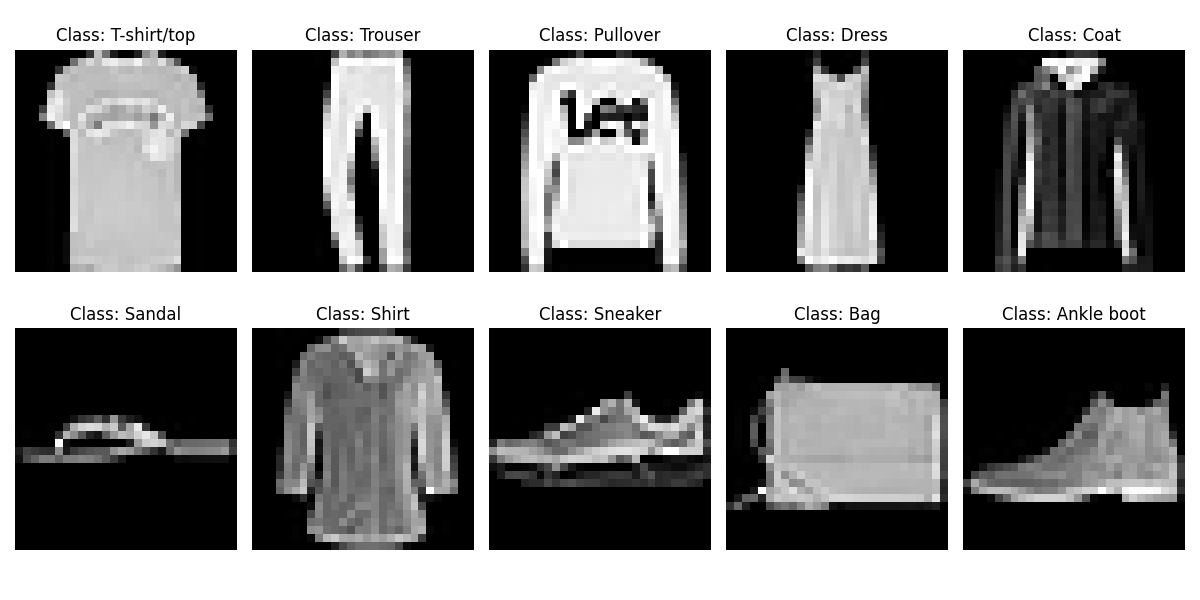 Class: T-shirt/top
Class: Trouser
Class: Pullover
Class: Dress
Class: Coat
Lee
Class: Sandal
Class: Shirt
Class: Sneaker
Class: Bag
Class: Ankle boot